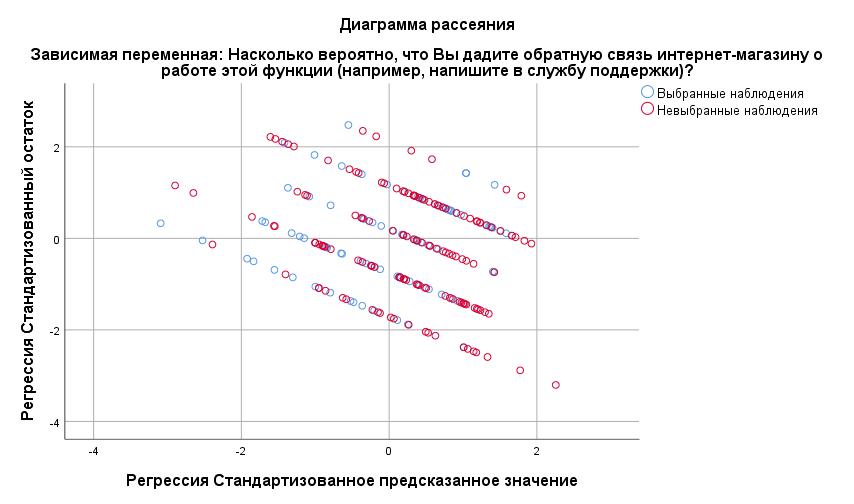 Диаграмма рассеяния
Зависимая переменная: Насколько вероятно, что Вы дадите обратную связь интернет-магазину о
работе этой функции (например, напишите в службу поддержки)?
Выбранные наблюдения
Невыбранные наблюдения
Регрессия Стандартизованный остаток
2
0
-2
-4
-4
-2
0
2
Регрессия Стандартизованное предсказанное значение